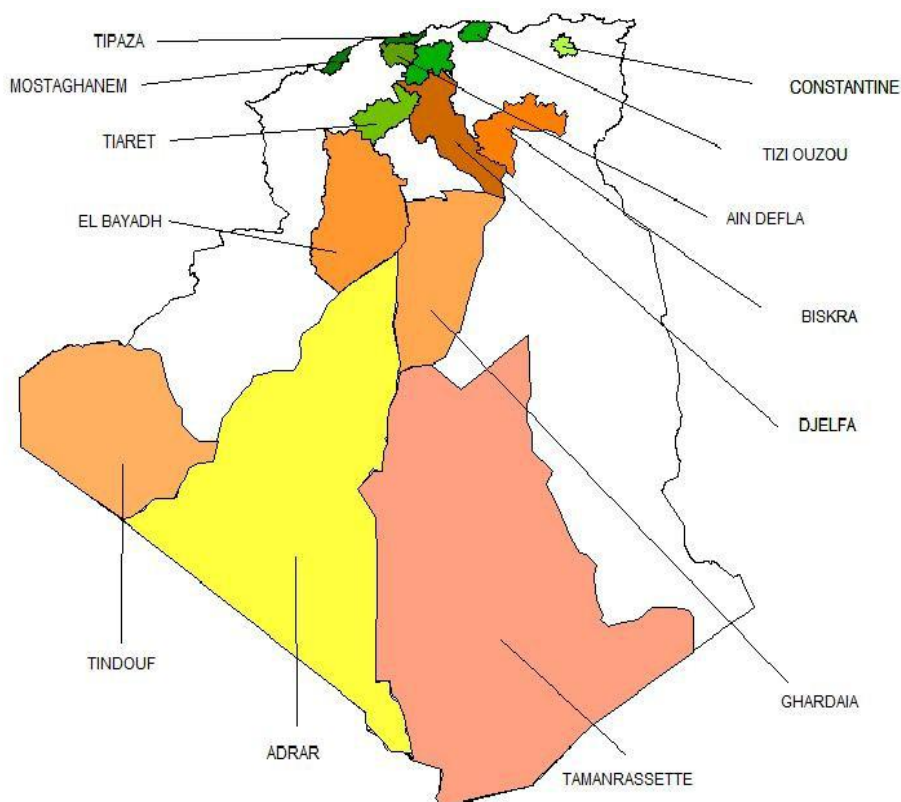 TIPAZA
MOSTAGHANEM
CONSTANTINE
TIARET
TIZI OUZOU
EL BAYADH
AIN DEFLA
BISKRA
DJELFA
TINDOUF
GHARDAIA
ADRAR
TAMANRASSETTE